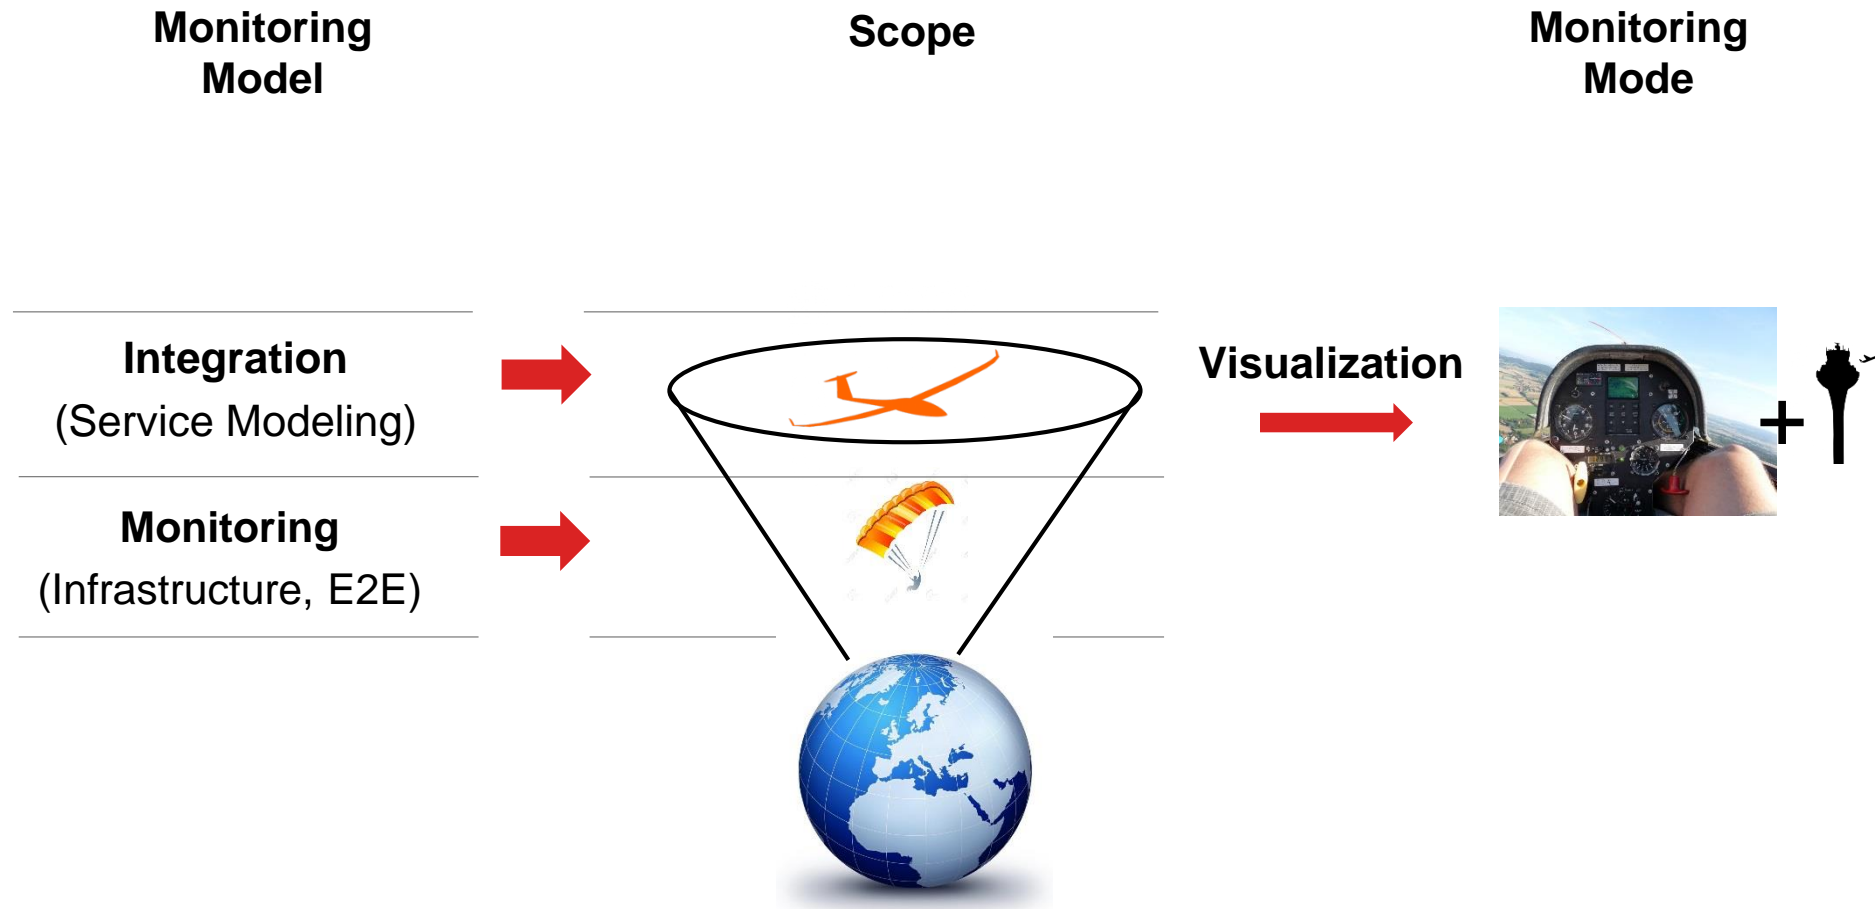 Monitoring
Model
Scope
Monitoring
Mode
Integration
(Service Modeling)
Visualization
+
Monitoring
(Infrastructure, E2E)